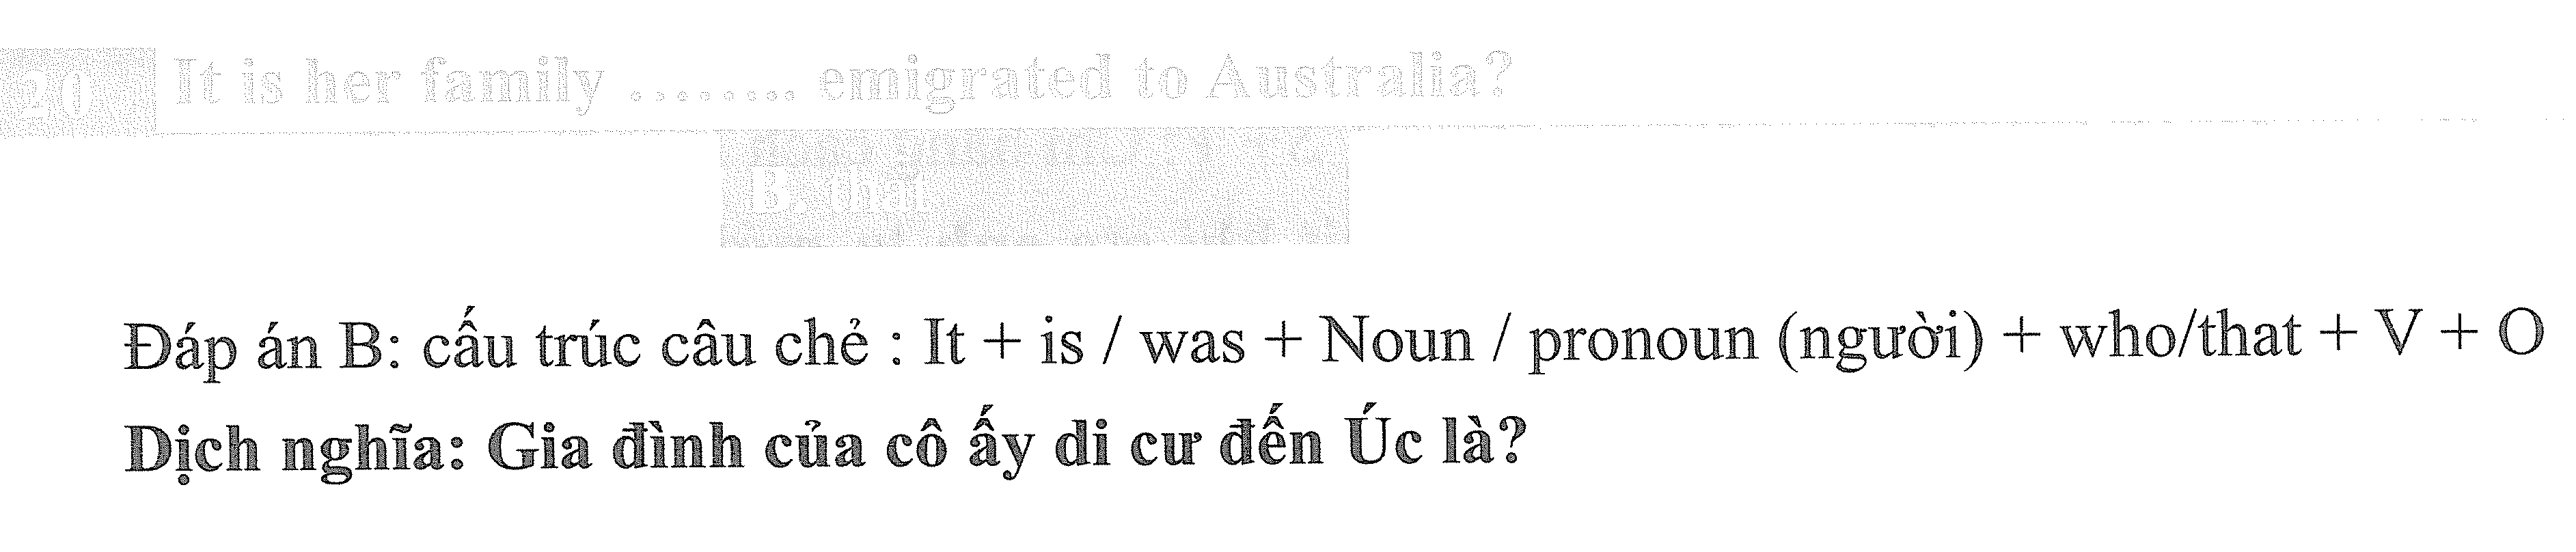 20 It is her family ........ emigrated to Australia?
B. that
Đáp án B: cấu trúc câu chẻ : It + is / was + Noun / pronoun (người) + who/that + V + O
Dịch nghĩa: Gia đình của cô ấy di cư đến Úc là?